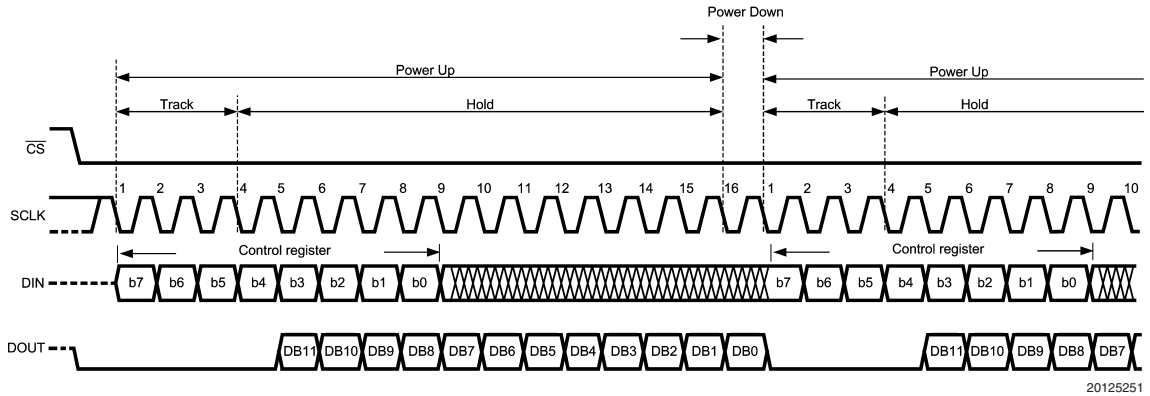 Power Down
Power Up Power Up
Track Hold Track Hold
CS
1 2 3 4 5 6 7 8 9 10 11 12 13 14 15 16 1 2 3 4 5 6 7 8 9 10
SCLK
Control register Control register
DIN b7 b6 b5 b4 b3 b2 b1 b0 b7 b6 b5 b4 b3 b2 b1 b0
DOUT DB11 DB10 DB9 DB8 DB7 DB6 DB5 DB4 DB3 DB2 DB1 DB0 DB11 DB10 DB9 DB8 DB7
20125251